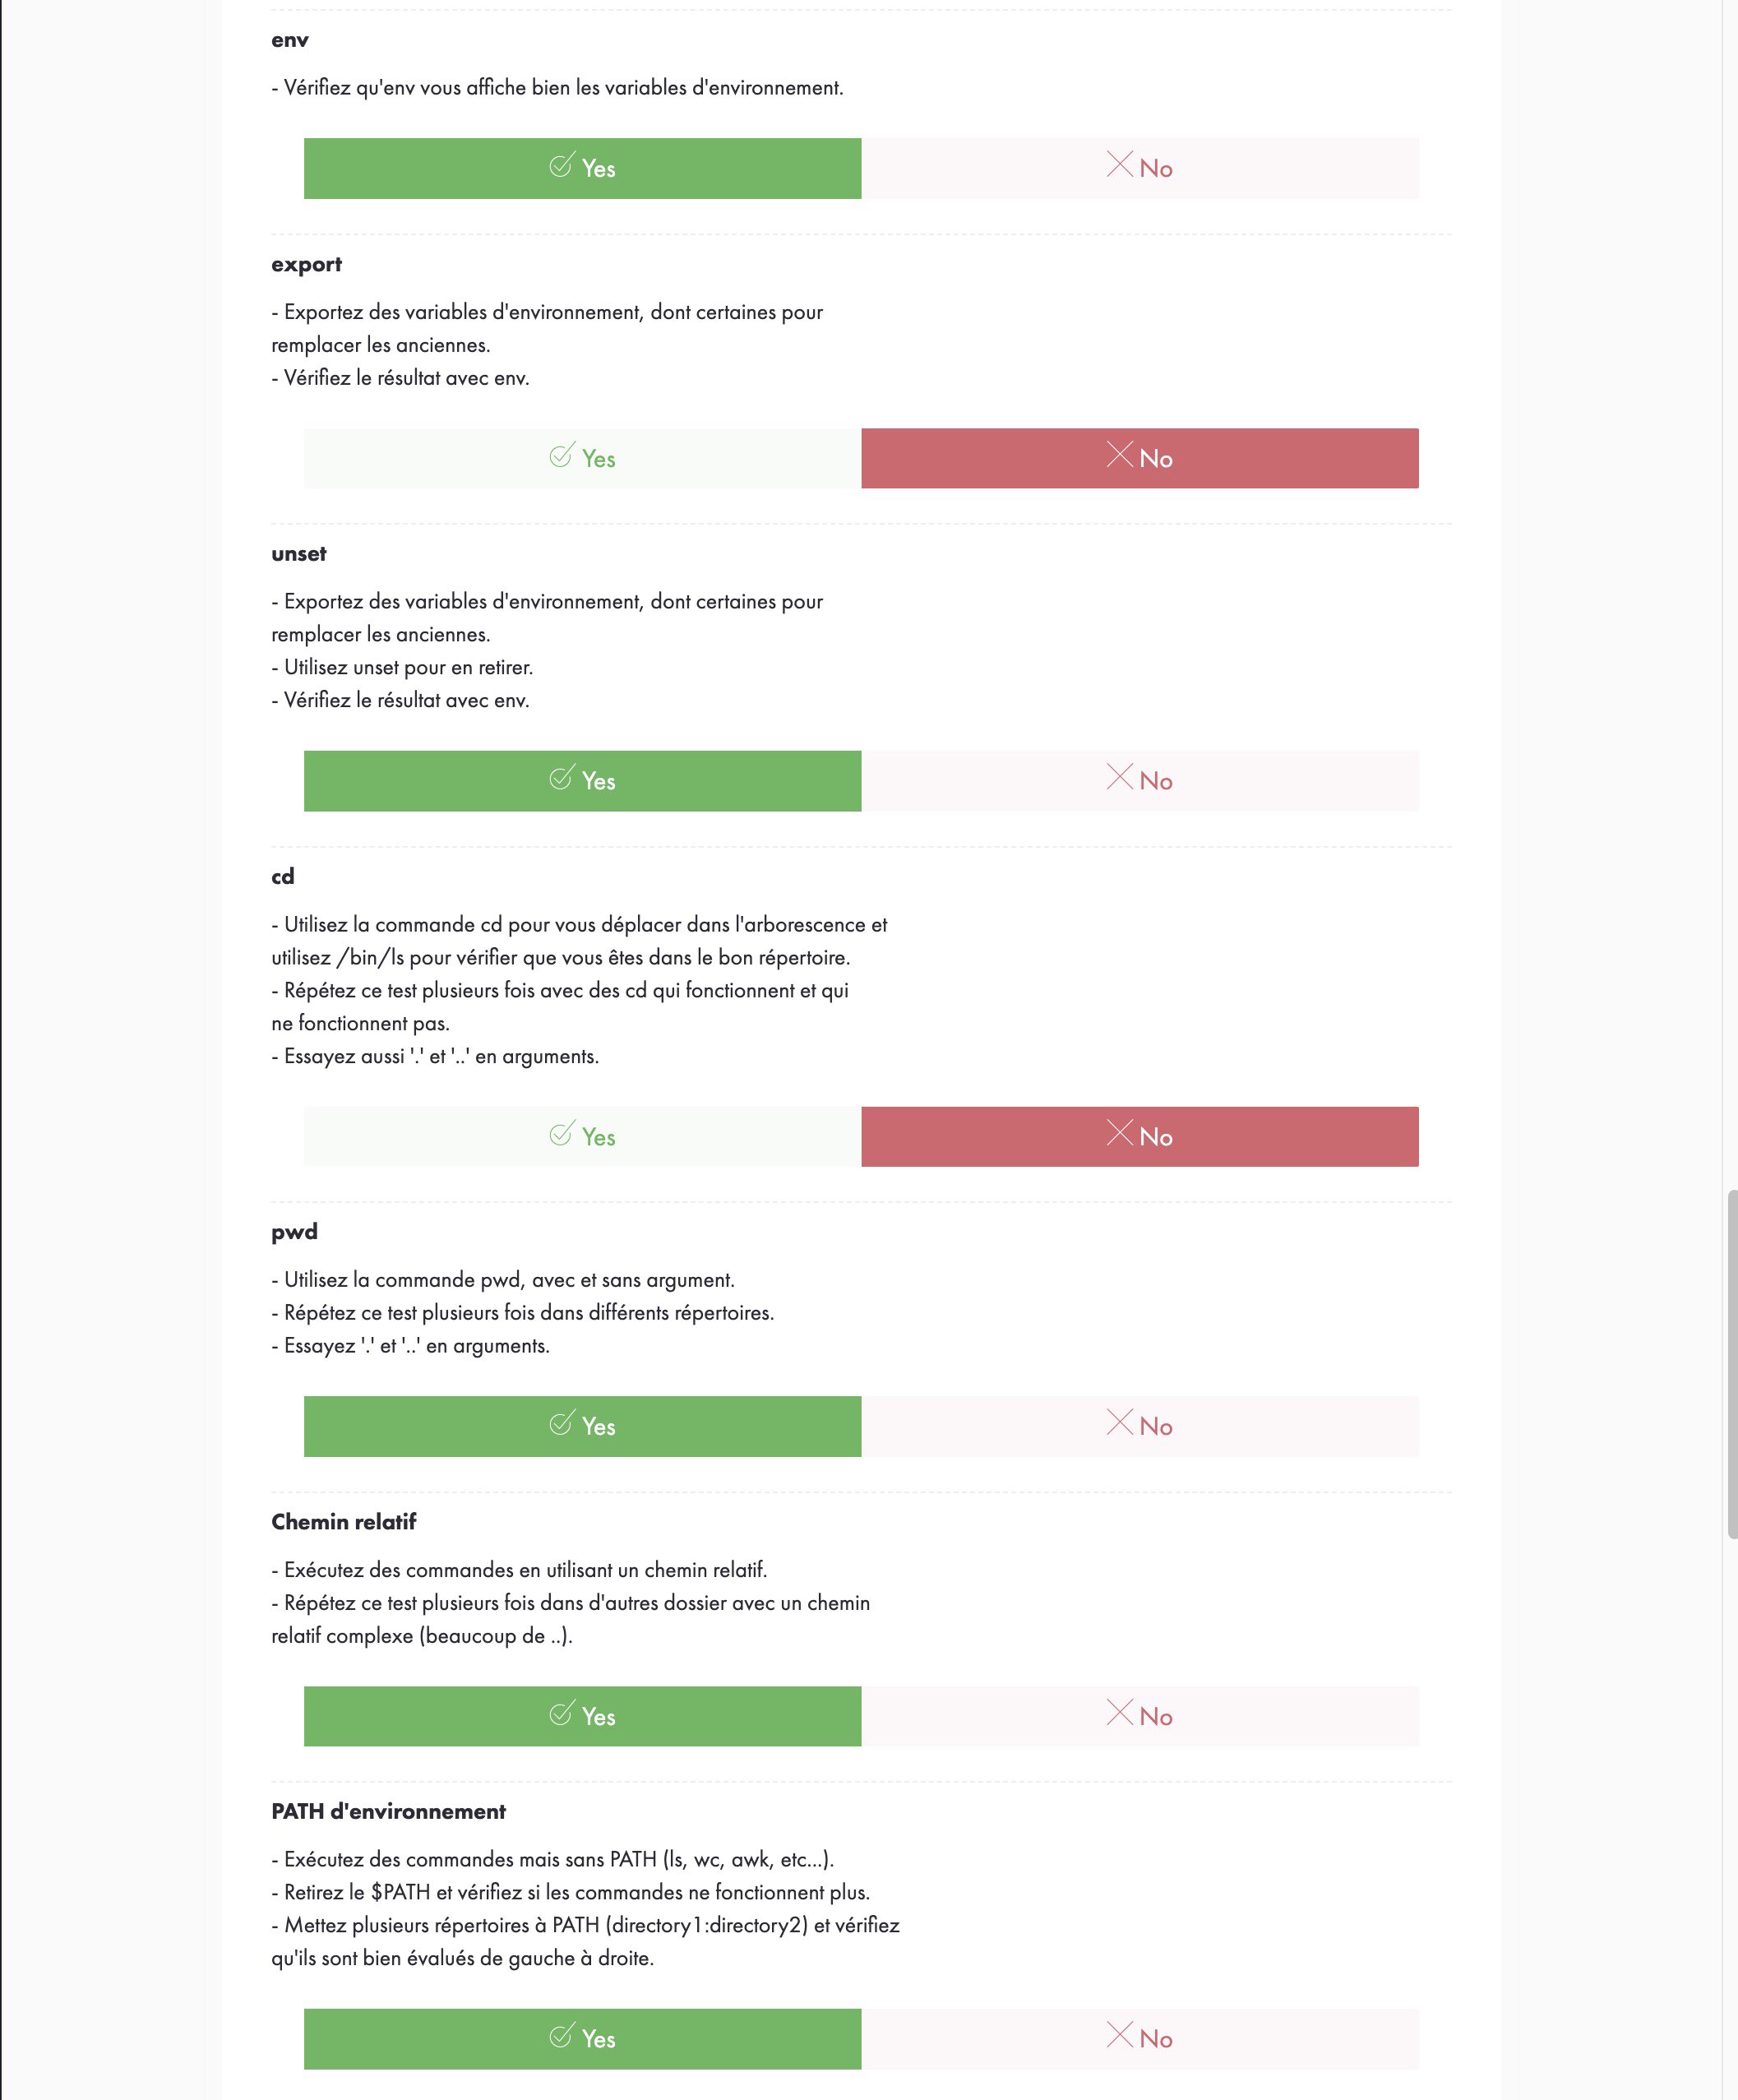 env
- Vérifiez qu'env vous affiche bien les variables d'environnement.
Yes
No
export
- Exportez des variables d'environnement, dont certaines pour
remplacer les anciennes.
- Vérifiez le résultat avec env.
Yes
No
unset
- Exportez des variables d'environnement, dont certaines pour
remplacer les anciennes.
- Utilisez unset pour en retirer.
- Vérifiez le résultat avec env.
Yes
No
cd
- Utilisez la commande cd pour vous déplacer dans l'arborescence et
utilisez /bin/ls pour vérifier que vous êtes dans le bon répertoire.
- Répétez ce test plusieurs fois avec des cd qui fonctionnent et qui
ne fonctionnent pas.
- Essayez aussi '.' et '..' en arguments.
Yes
No
pwd
- Utilisez la commande pwd, avec et sans argument.
- Répétez ce test plusieurs fois dans différents répertoires.
- Essayez '.' et '..' en arguments.
Yes
No
Chemin relatif
- Exécutez des commandes en utilisant un chemin relatif.
- Répétez ce test plusieurs fois dans d'autres dossier avec un chemin
relatif complexe (beaucoup de ..).
Yes
No
PATH d'environnement
- Exécutez des commandes mais sans PATH (ls, wc, awk, etc...).
- Retirez le $PATH et vérifiez si les commandes ne fonctionnent plus.
- Mettez plusieurs répertoires à PATH (directory1:directory2) et vérifiez
qu'ils sont bien évalués de gauche à droite.
Yes
No